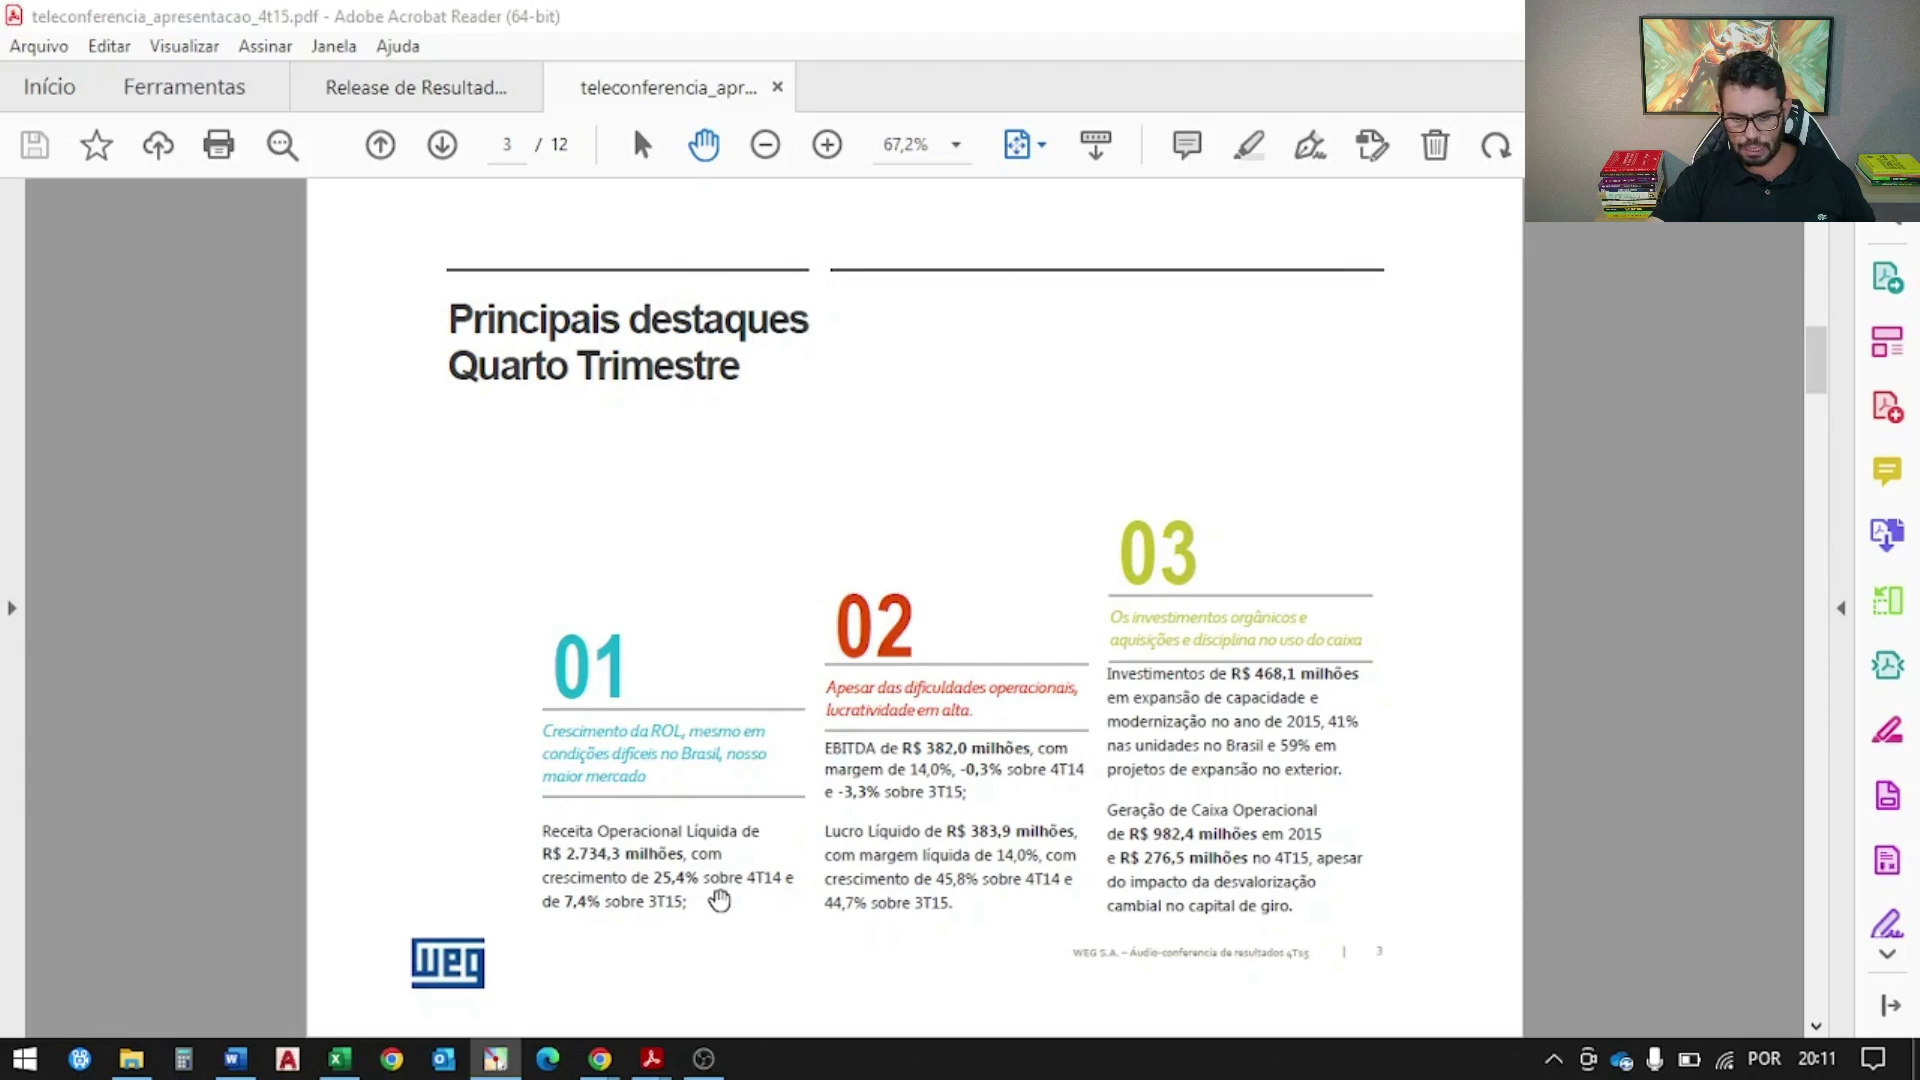 teleconferencia_apresentacao_4t15.pdf - Adobe Acrobat Reader (64-bit)
Arquivo Editar Visualizar Assinar Janela Ajuda
Início Ferramentas Release de Resultad... teleconferencia_apr... ×
3 / 12 67,2%
Principais destaques
Quarto Trimestre
01
Crescimento da ROL, mesmo em
condições difíceis no Brasil, nosso
maior mercado
Receita Operacional Líquida de
R$ 2.734,3 milhões, com
crescimento de 25,4% sobre 4T14 e
de 7,4% sobre 3T15;
02
Apesar das dificuldades operacionais,
lucratividade em alta.
EBITDA de R$ 382,0 milhões, com
margem de 14,0%, -0,3% sobre 4T14
e -3,3% sobre 3T15;
Lucro Líquido de R$ 383,9 milhões,
com margem líquida de 14,0%, com
crescimento de 45,8% sobre 4T14 e
44,7% sobre 3T15.
03
Os investimentos orgânicos e
aquisições e disciplina no uso do caixa
Investimentos de R$ 468,1 milhões
em expansão de capacidade e
modernização no ano de 2015, 41%
nas unidades no Brasil e 59% em
projetos de expansão no exterior.
Geração de Caixa Operacional
de R$ 982,4 milhões em 2015
e R$ 276,5 milhões no 4T15, apesar
do impacto da desvalorização
cambial no capital de giro.
weg
WEG S.A. – Áudio-conferencia de resultados 4T15 | 3
POR 20:11